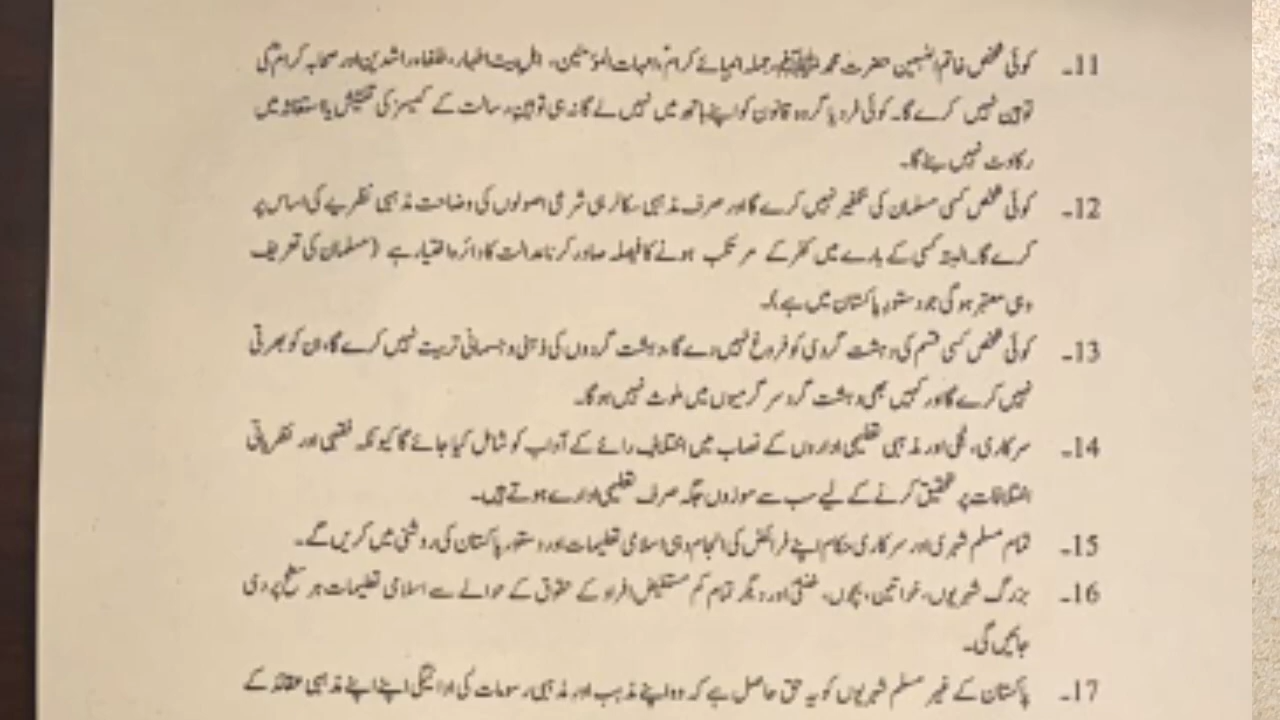 11۔ کوئی شخص خاتم النبیین حضرت محمد ﷺ، جملہ انبیائے کرام، امہات المؤمنین، اہل بیت اطہار، خلفاء راشدین اور صحابہ کرام کی
توہین نہیں کرے گا۔ کوئی فرد یا گروہ قانون کو اپنے ہاتھ میں نہیں لے گا نہ ہی توہین رسالت کے کیسز کی تفتیش یا استغاثہ میں
رکاوٹ نہیں بنے گا۔
12۔ کوئی شخص کسی مسلمان کی تکفیر نہیں کرے گا اور صرف مذہبی سکالر ہی شرعی اصولوں کی وضاحت مذہبی نظریے کی اساس پر
کرے گا۔ البتہ کسی کے بارے میں کفر کے مرتکب ہونے کا فیصلہ صادر کرنا عدالت کا دائرہ اختیار ہے (مسلمان کی تعریف
وہی معتبر ہو گی جو دستور پاکستان میں ہے)۔
13۔ کوئی شخص کسی قسم کی دہشت گردی کو فروغ نہیں دے گا، دہشت گردوں کی ذہنی و جسمانی تربیت نہیں کرے گا، ان کو بھرتی
نہیں کرے گا اور کہیں بھی دہشت گرد سرگرمیوں میں ملوث نہیں ہو گا۔
14۔ سرکاری، نجی اور مذہبی تعلیمی اداروں کے نصاب میں اختلاف رائے کے آداب کو شامل کیا جائے گا کیونکہ فقہی اور نظریاتی
اختلافات پر تحقیق کرنے کے لیے سب سے موزوں جگہ صرف تعلیمی ادارے ہوتے ہیں۔
15۔ تمام مسلم شہری اور سرکاری حکام اپنے فرائض کی انجام دہی اسلامی تعلیمات اور دستور پاکستان کی روشنی میں کریں گے۔
16۔ بزرگ شہریوں، خواتین، بچوں، خنثیٰ اور دیگر تمام کم مستفیض افراد کے حقوق کے حوالے سے اسلامی تعلیمات ہر سطح پر دی
جائیں گی۔
17۔ پاکستان کے غیر مسلم شہریوں کو یہ حق حاصل ہے کہ وہ اپنے مذہب اور مذہبی رسومات کی ادائیگی اپنے اپنے مذہبی عقائد کے